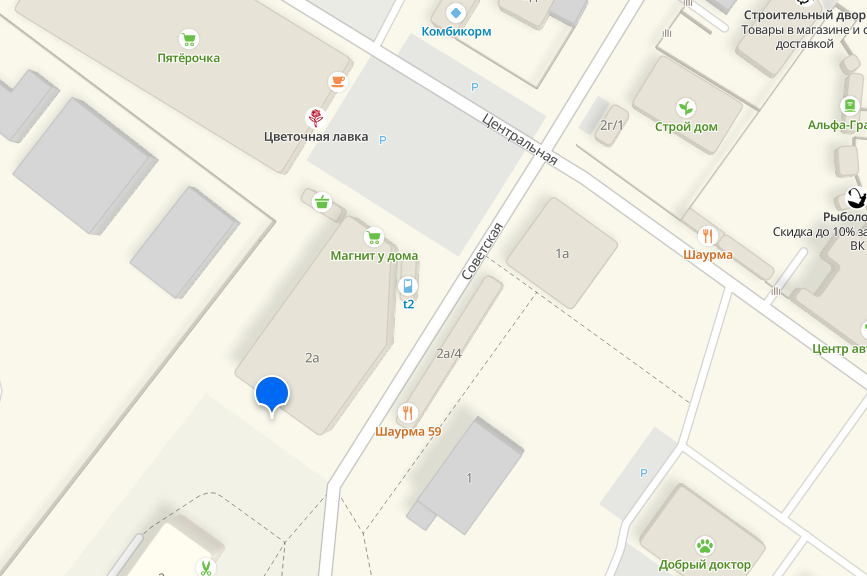 Комбикорм
Строительный двор
Товары в магазине и с
доставкой
Пятёрочка
P
Цветочная лавка
P
Центральная
2г/1
Строй дом
Альфа-Гра
Магнит у дома
Советская
1а
Шаурма
Рыболо
Скидка до 10% за
ВК
t2
2а
2а/4
Центр авт
Шаурма 59
1
P
Добрый доктор